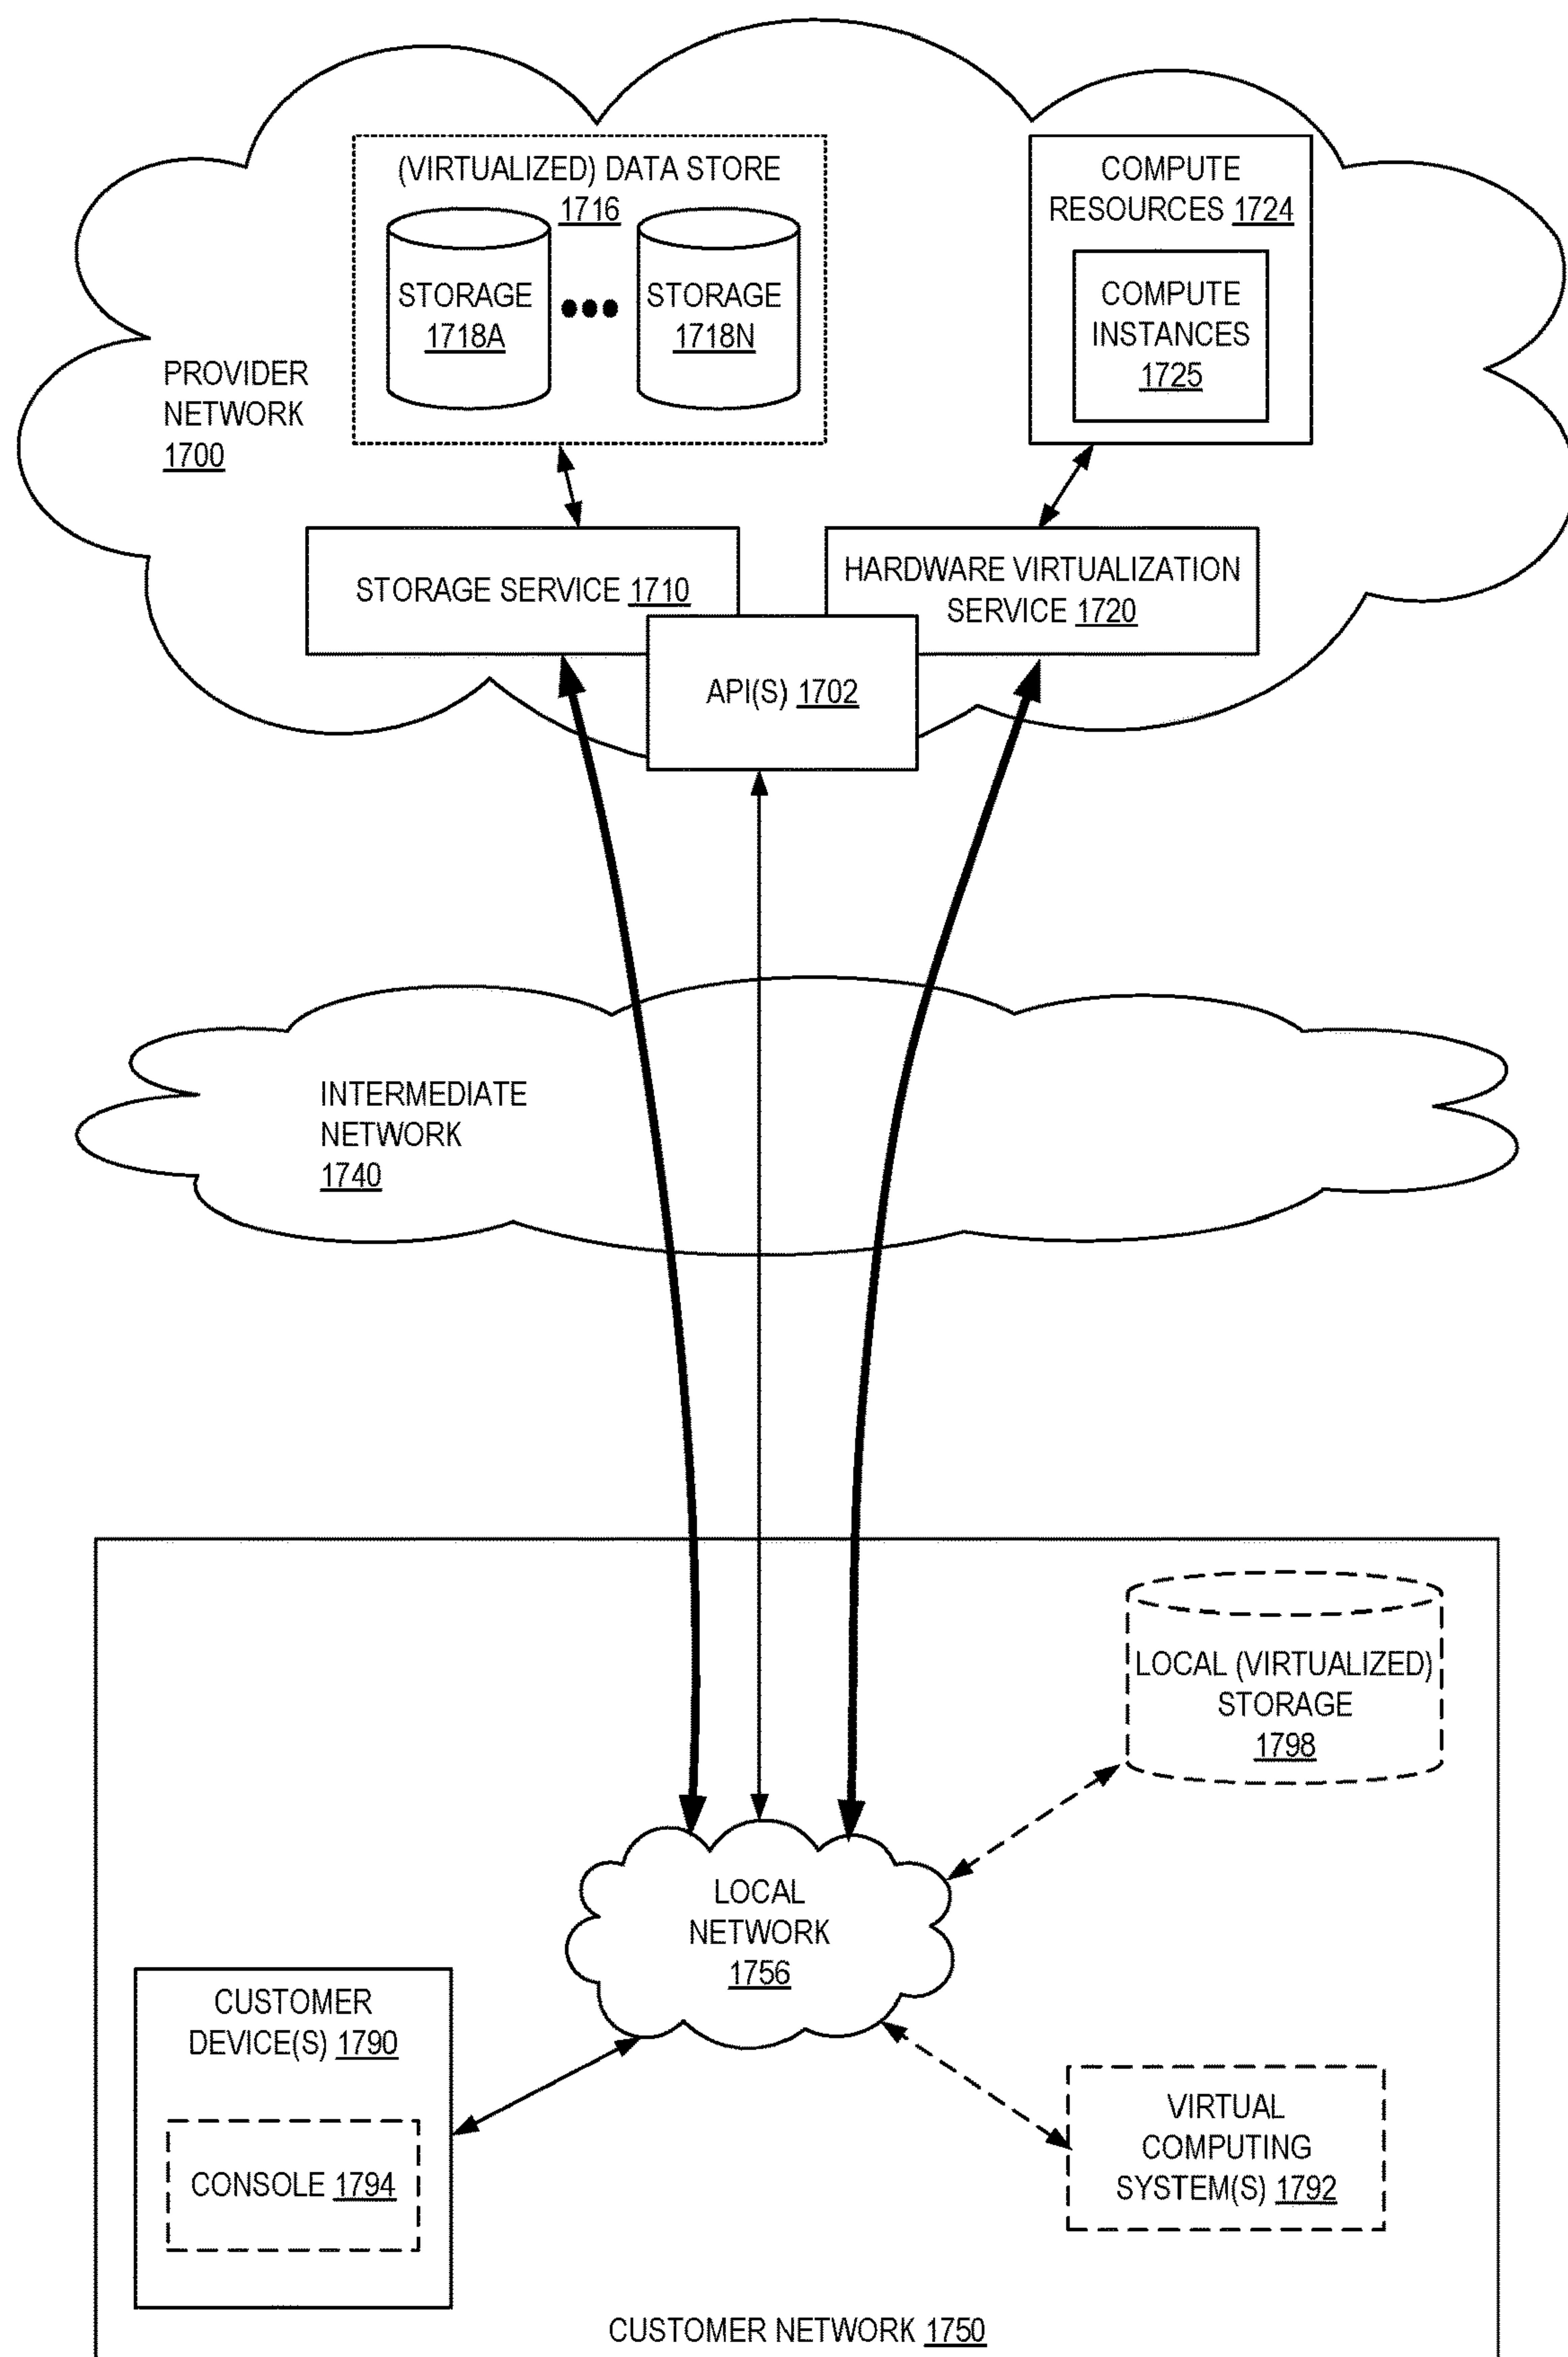 (VIRTUALIZED) DATA STORE
1716
STORAGE
1718A
STORAGE
1718N
COMPUTE
RESOURCES 1724
COMPUTE
INSTANCES
1725
PROVIDER
NETWORK
1700
STORAGE SERVICE 1710
HARDWARE VIRTUALIZATION
SERVICE 1720
API(S) 1702
INTERMEDIATE
NETWORK
1740
LOCAL (VIRTUALIZED)
STORAGE
1798
LOCAL
NETWORK
1756
CUSTOMER
DEVICE(S) 1790
CONSOLE 1794
VIRTUAL
COMPUTING
SYSTEM(S) 1792
CUSTOMER NETWORK 1750